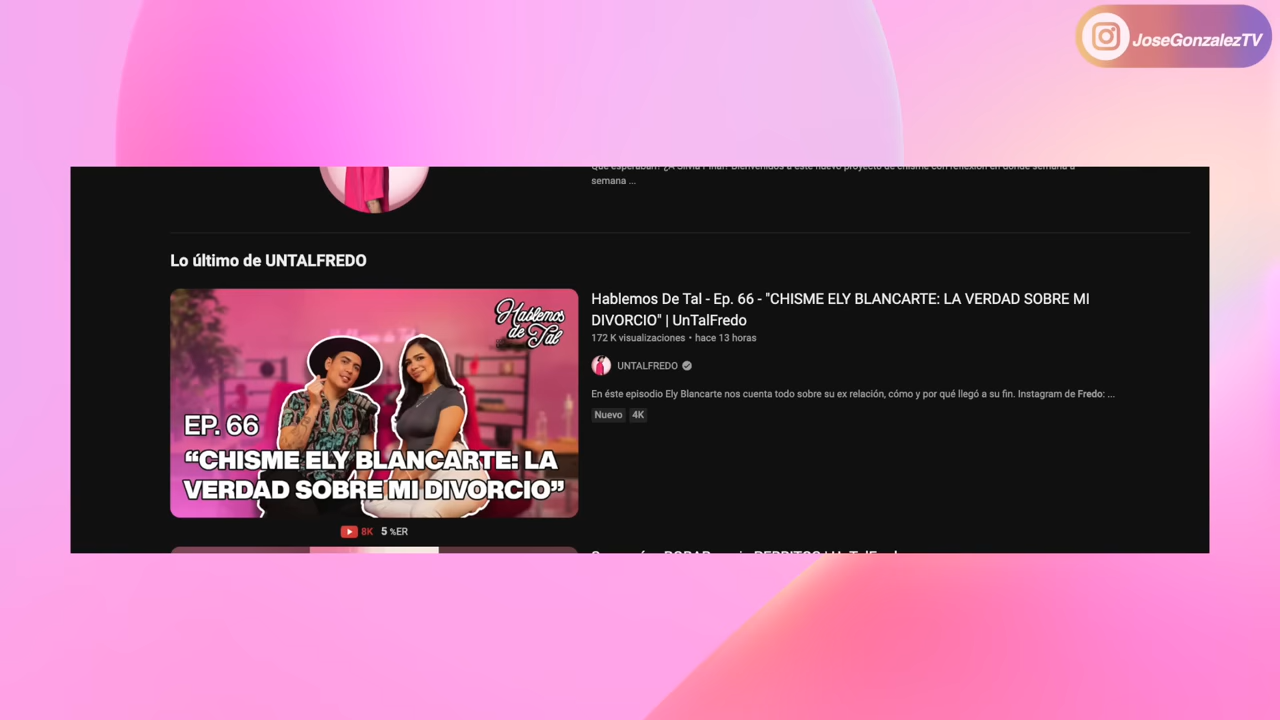 JoseGonzalezTV
semana ...
Lo último de UNTALFREDO
Hablemos
de Tal
EP. 66
“CHISME ELY BLANCARTE: LA
VERDAD SOBRE MI DIVORCIO”
8K 5 %ER
Hablemos De Tal - Ep. 66 - "CHISME ELY BLANCARTE: LA VERDAD SOBRE MI
DIVORCIO" | UnTalFredo
172 K visualizaciones • hace 13 horas
UNTALFREDO
En éste episodio Ely Blancarte nos cuenta todo sobre su ex relación, cómo y por qué llegó a su fin. Instagram de Fredo: ...
Nuevo 4K